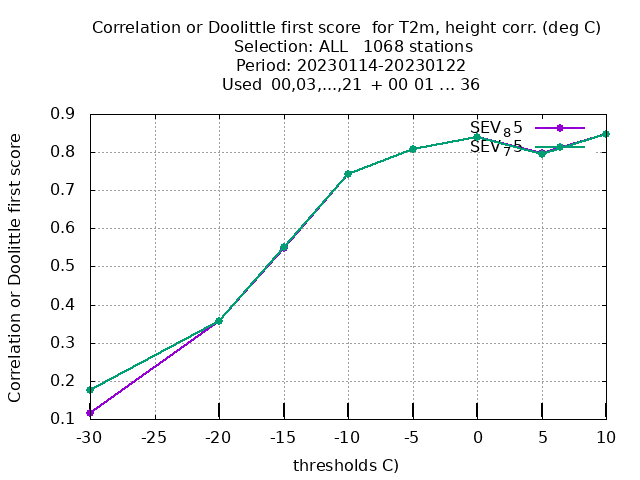 Correlation or Doolittle first score for T2m, height corr. (deg C)
Selection: ALL 1068 stations
Period: 20230114-20230122
Used 00,03,...,21 + 00 01 ... 36
Correlation or Doolittle first score
0.9
0.8
0.7
0.6
0.5
0.4
0.3
0.2
0.1
SEV₈5
SEV₇5
-30 -25 -20 -15 -10 -5 0 5 10
thresholds C)